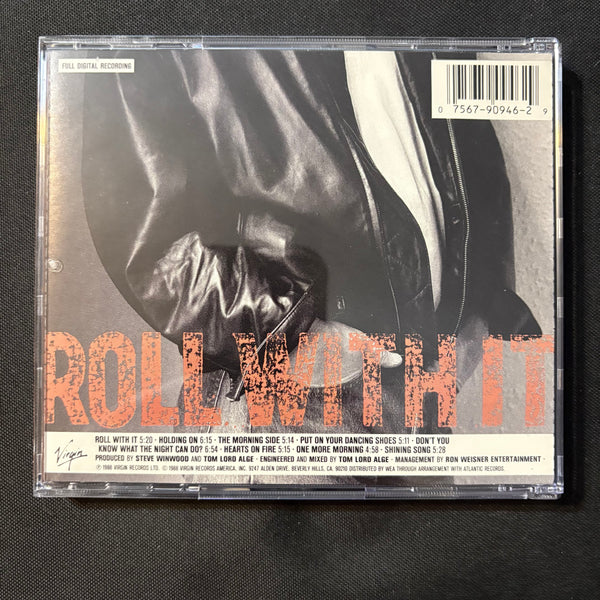 FULL DIGITAL RECORDING
0 7567-90946-2 9
ROLL WITH IT
ROLL WITH IT 5:20 · HOLDING ON 6:15 · THE MORNING SIDE 5:14 · PUT ON YOUR DANCING SHOES 5:11 · DON'T YOU
KNOW WHAT THE NIGHT CAN DO? 6:54 · HEARTS ON FIRE 5:15 · ONE MORE MORNING 4:58 · SHINING SONG 5:28
PRODUCED BY STEVE WINWOOD AND TOM LORD ALGE · ENGINEERED AND MIXED BY TOM LORD ALGE · MANAGEMENT BY RON WEISNER ENTERTAINMENT ·
Virgin
℗ 1988 VIRGIN RECORDS LTD. © 1988 VIRGIN RECORDS AMERICA, INC. 9247 ALDEN DRIVE, BEVERLY HILLS, CA. 90210 DISTRIBUTED BY WEA THROUGH ARRANGEMENT WITH ATLANTIC RECORDS.